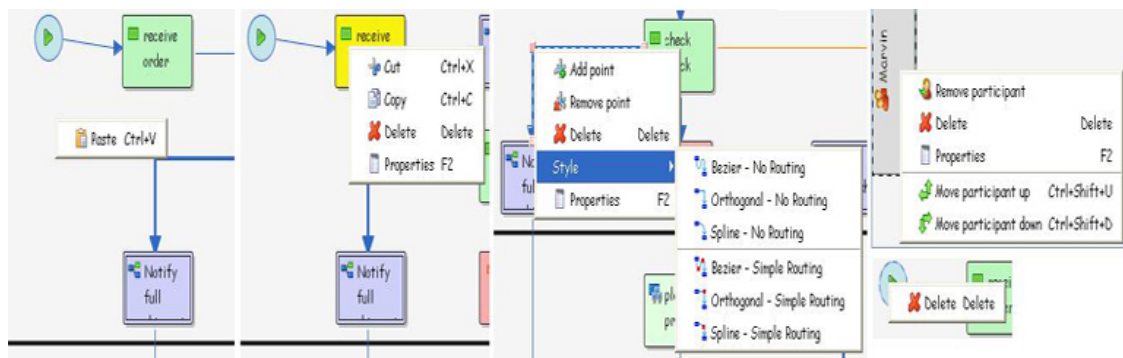 receive
order
Paste Ctrl+V
Notify
full
receive
Cut Ctrl+X
Copy Ctrl+C
Delete Delete
Properties F2
Notify
full
check
Add point
Remove point
Delete Delete
Style
Properties F2
Bezier - No Routing
Orthogonal - No Routing
Spline - No Routing
Bezier - Simple Routing
Orthogonal - Simple Routing
Spline - Simple Routing
Marvin
Remove participant
Delete Delete
Properties F2
Move participant up Ctrl+Shift+U
Move participant down Ctrl+Shift+D
Delete Delete